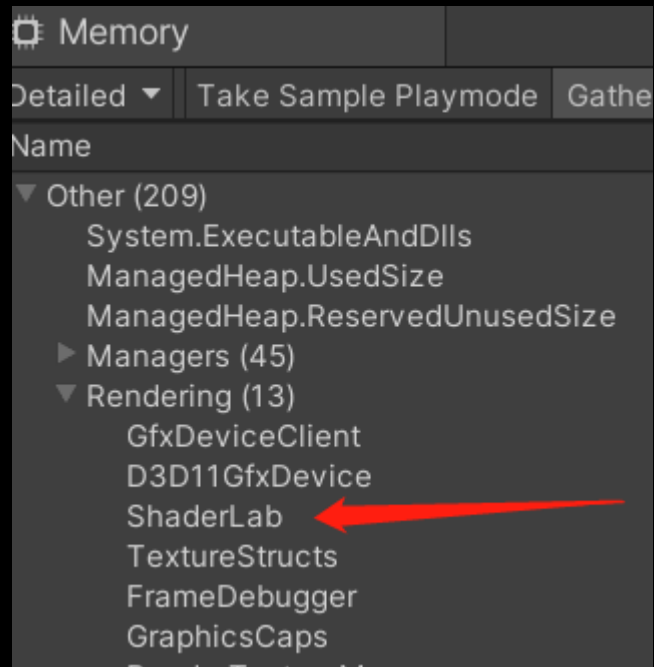 Memory
Detailed Take Sample Playmode Gathe
Name
Other (209)
System.ExecutableAndDlls
ManagedHeap.UsedSize
ManagedHeap.ReservedUnusedSize
Managers (45)
Rendering (13)
GfxDeviceClient
D3D11GfxDevice
ShaderLab
TextureStructs
FrameDebugger
GraphicsCaps